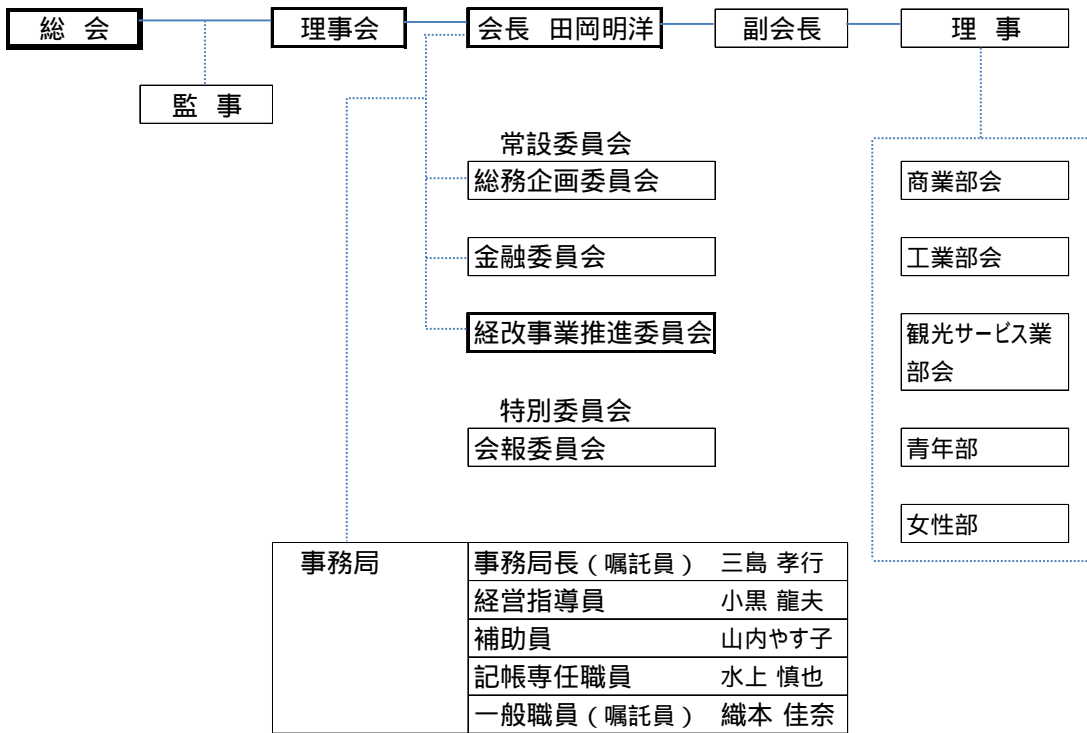 総 会
理事会
会長 田岡明洋
副会長
理 事
監 事
常設委員会
総務企画委員会
商業部会
金融委員会
工業部会
経改事業推進委員会
観光サービス業
部会
特別委員会
会報委員会
青年部
女性部
事務局
事務局長（嘱託員） 三島 孝行
経営指導員 小黒 龍夫
補助員 山内やす子
記帳専任職員 水上 慎也
一般職員（嘱託員） 織本 佳奈